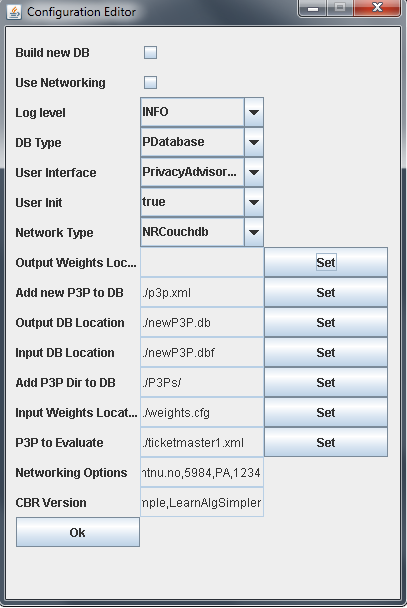 Configuration Editor
Build new DB
Use Networking
Log level INFO
DB Type PDatabase
User Interface PrivacyAdvisor...
User Init true
Network Type NRCouchdb
Output Weights Loc... Set
Add new P3P to DB ./p3p.xml Set
Output DB Location ./newP3P.db Set
Input DB Location ./newP3P.dbf Set
Add P3P Dir to DB ./P3Ps/ Set
Input Weights Locat... ./weights.cfg Set
P3P to Evaluate ./ticketmaster1.xml Set
Networking Options ntnu.no,5984,PA,1234
CBR Version mple,LearnAlgSimpler
Ok